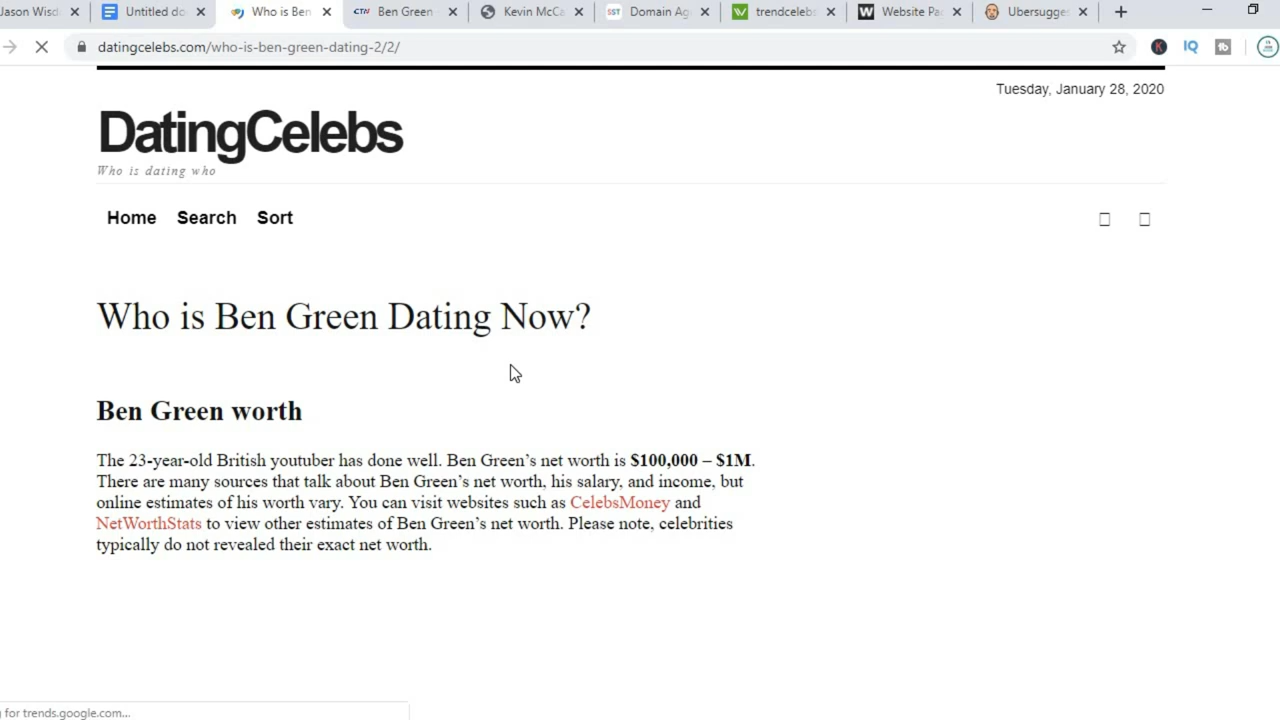 Jason Wisd
Untitled do
Who is Ben
CTN
Ben Green
Kevin McCa
SST
Domain Ag
trendcelebs
W
Website Pa
Ubersugges
datingcelebs.com/who-is-ben-green-dating-2/2/
K
IQ
tb
Tuesday, January 28, 2020
DatingCelebs
Who is dating who
Home Search Sort
Who is Ben Green Dating Now?
Ben Green worth
The 23-year-old British youtuber has done well. Ben Green’s net worth is $100,000 – $1M.
There are many sources that talk about Ben Green’s net worth, his salary, and income, but
online estimates of his worth vary. You can visit websites such as CelebsMoney and
NetWorthStats to view other estimates of Ben Green’s net worth. Please note, celebrities
typically do not revealed their exact net worth.
for trends.google.com...